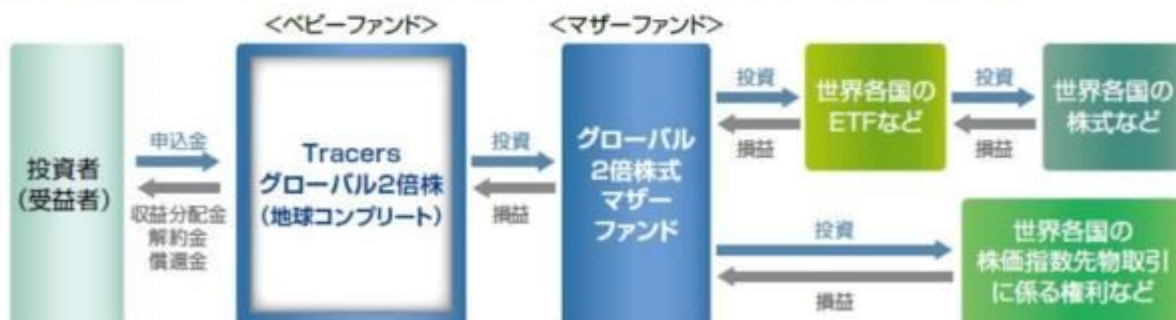 <ベビーファンド>
<マザーファンド>
投資者
(受益者)
申込金
収益分配金
解約金
償還金
Tracers
グローバル2倍株
(地球コンプリート)
投資
損益
グローバル
2倍株式
マザー
ファンド
投資
損益
世界各国の
ETFなど
投資
損益
世界各国の
株式など
投資
損益
世界各国の
株価指数先物取引
に係る権利など